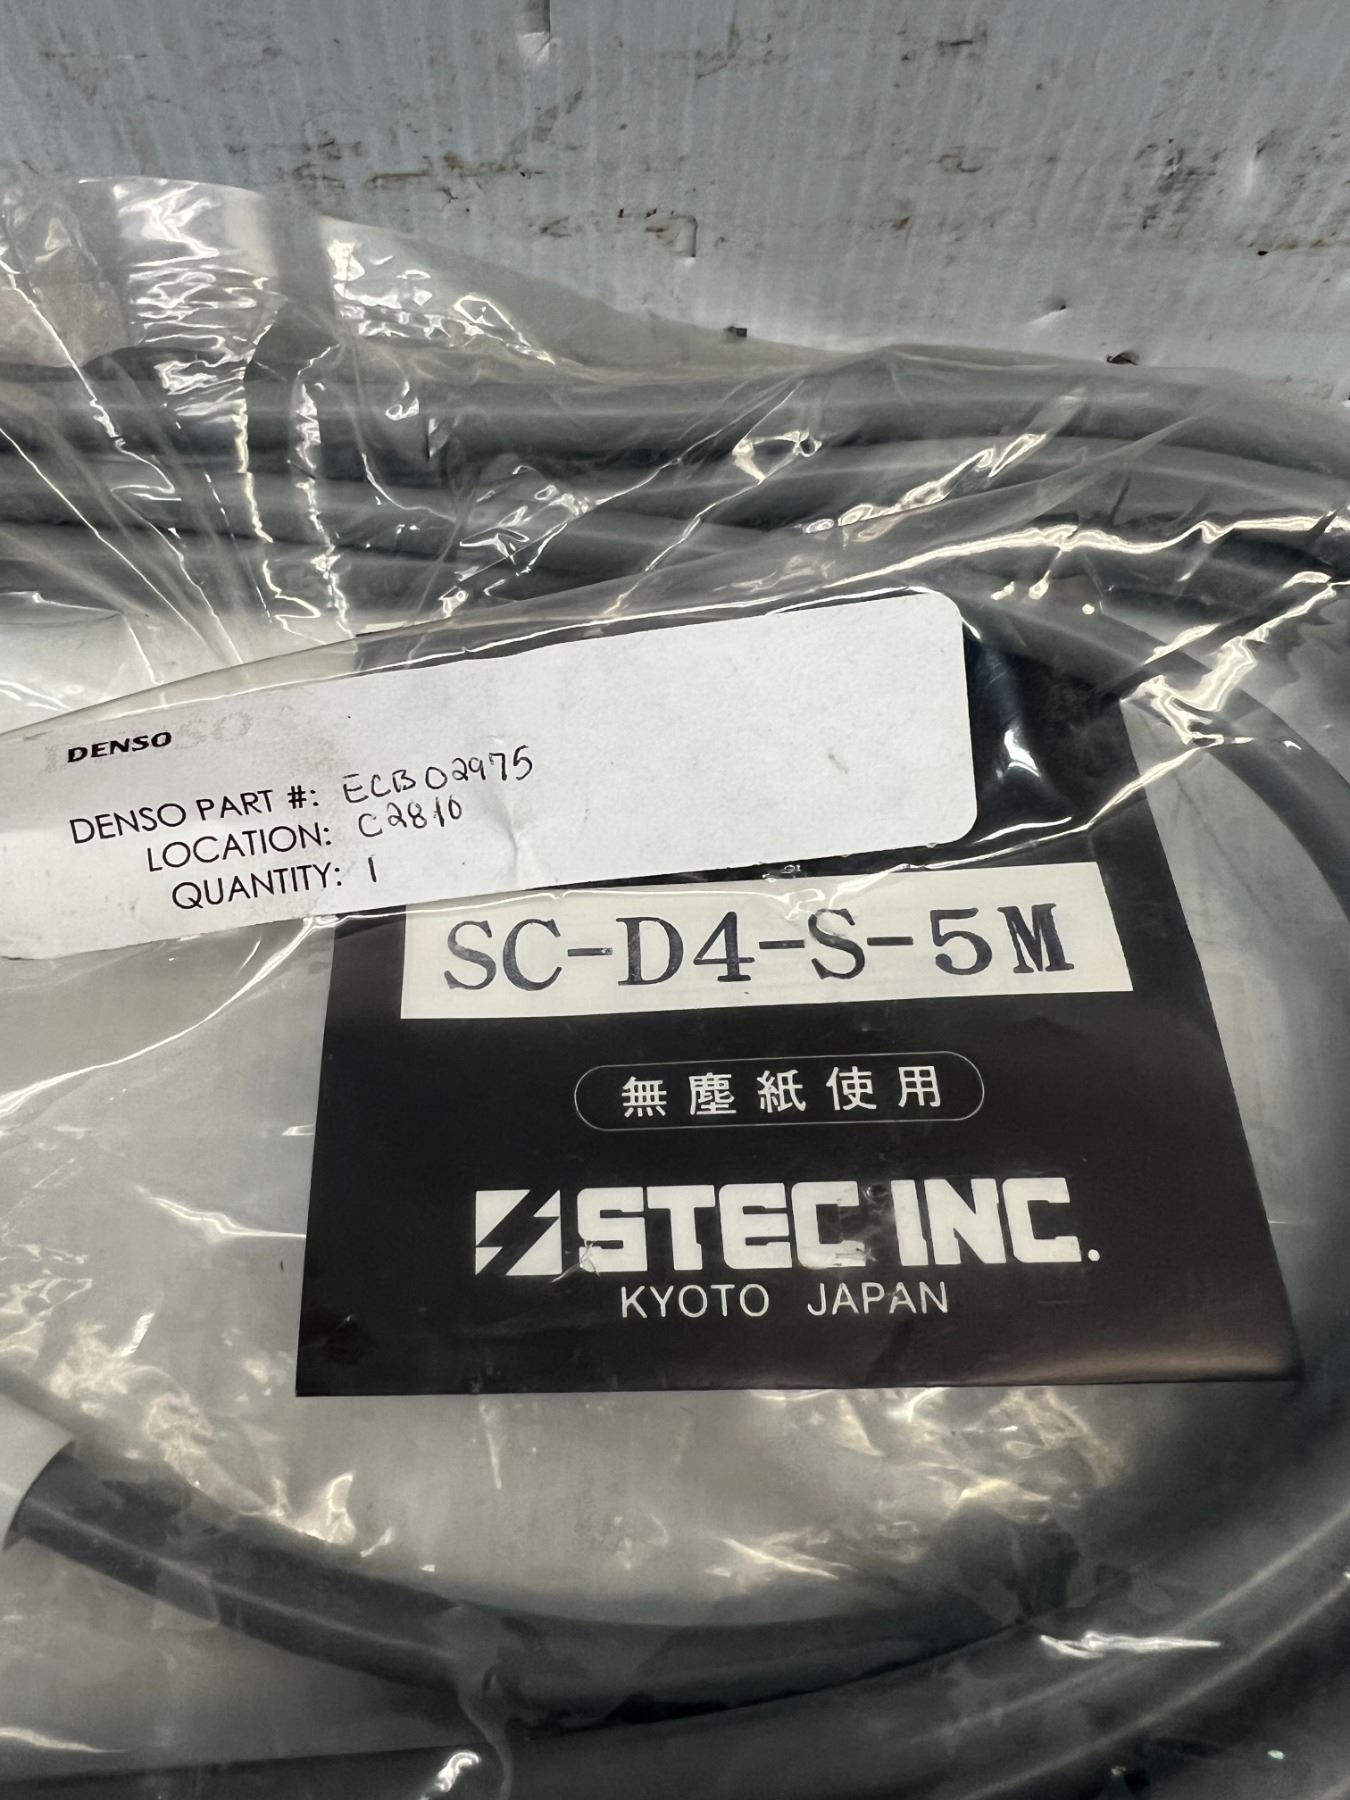 DENSO
DENSO PART #: ECB02975
LOCATION: C2810
QUANTITY: 1
SC-D4-S-5M
無塵紙使用
STEC INC.
KYOTO JAPAN